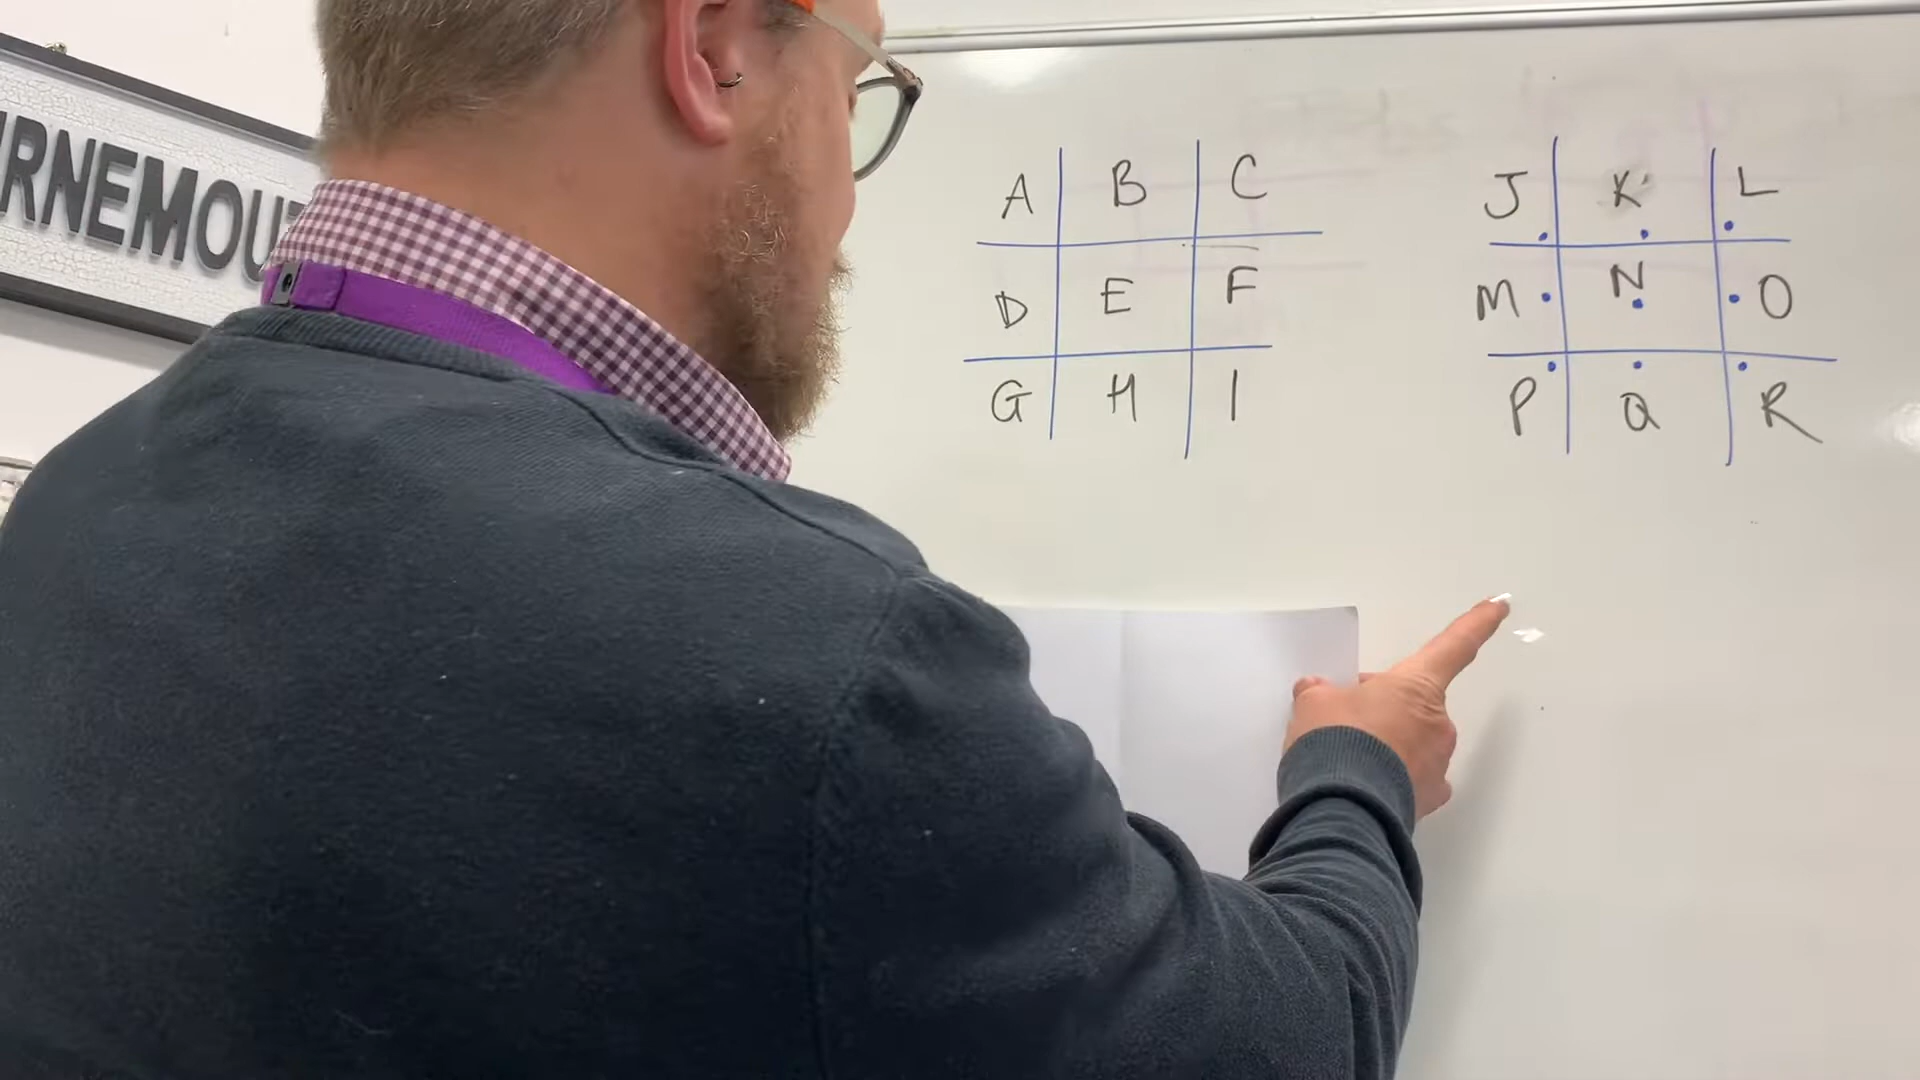 RNEMOU
A B C
D E F
G H I
J K L
M N O
P Q R